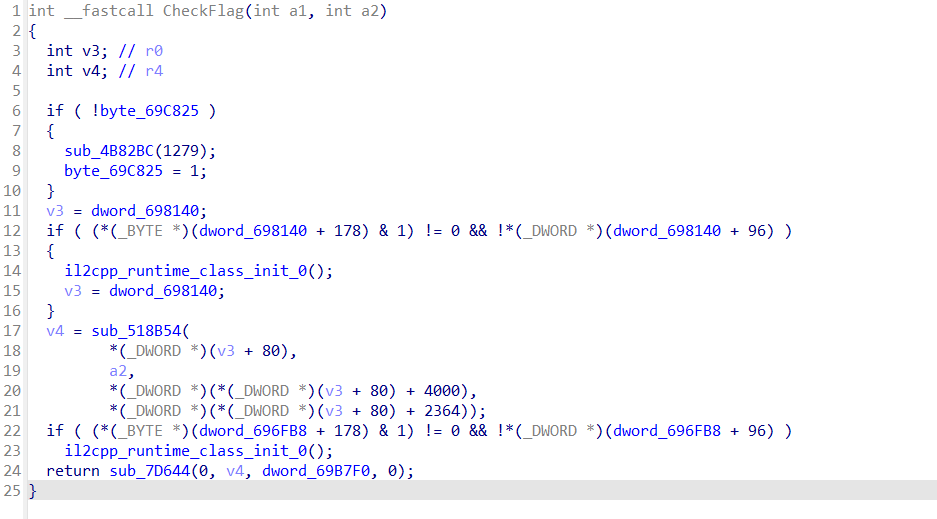 1 int __fastcall CheckFlag(int a1, int a2)
2 {
3   int v3; // r0
4   int v4; // r4
5
6   if ( !byte_69C825 )
7   {
8     sub_4B82BC(1279);
9     byte_69C825 = 1;
10   }
11   v3 = dword_698140;
12   if ( (*(_BYTE *)(dword_698140 + 178) & 1) != 0 && !*(_DWORD *)(dword_698140 + 96) )
13   {
14     il2cpp_runtime_class_init_0();
15     v3 = dword_698140;
16   }
17   v4 = sub_518B54(
18          *(_DWORD *)(v3 + 80),
19          a2,
20          *(_DWORD *)(*(_DWORD *)(v3 + 80) + 4000),
21          *(_DWORD *)(*(_DWORD *)(v3 + 80) + 2364));
22   if ( (*(_BYTE *)(dword_696FB8 + 178) & 1) != 0 && !*(_DWORD *)(dword_696FB8 + 96) )
23     il2cpp_runtime_class_init_0();
24   return sub_7D644(0, v4, dword_69B7F0, 0);
25 }